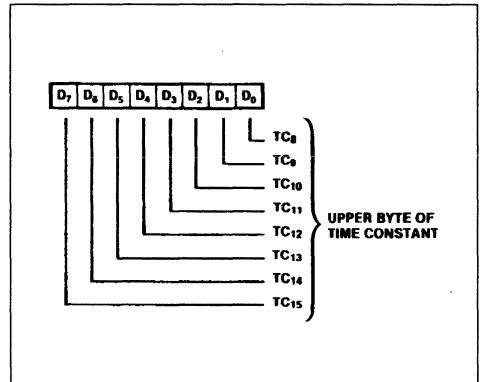 D₇ D₆ D₅ D₄ D₃ D₂ D₁ D₀
TC₈
TC₉
TC₁₀
TC₁₁
TC₁₂
TC₁₃
TC₁₄
TC₁₅
UPPER BYTE OF
TIME CONSTANT